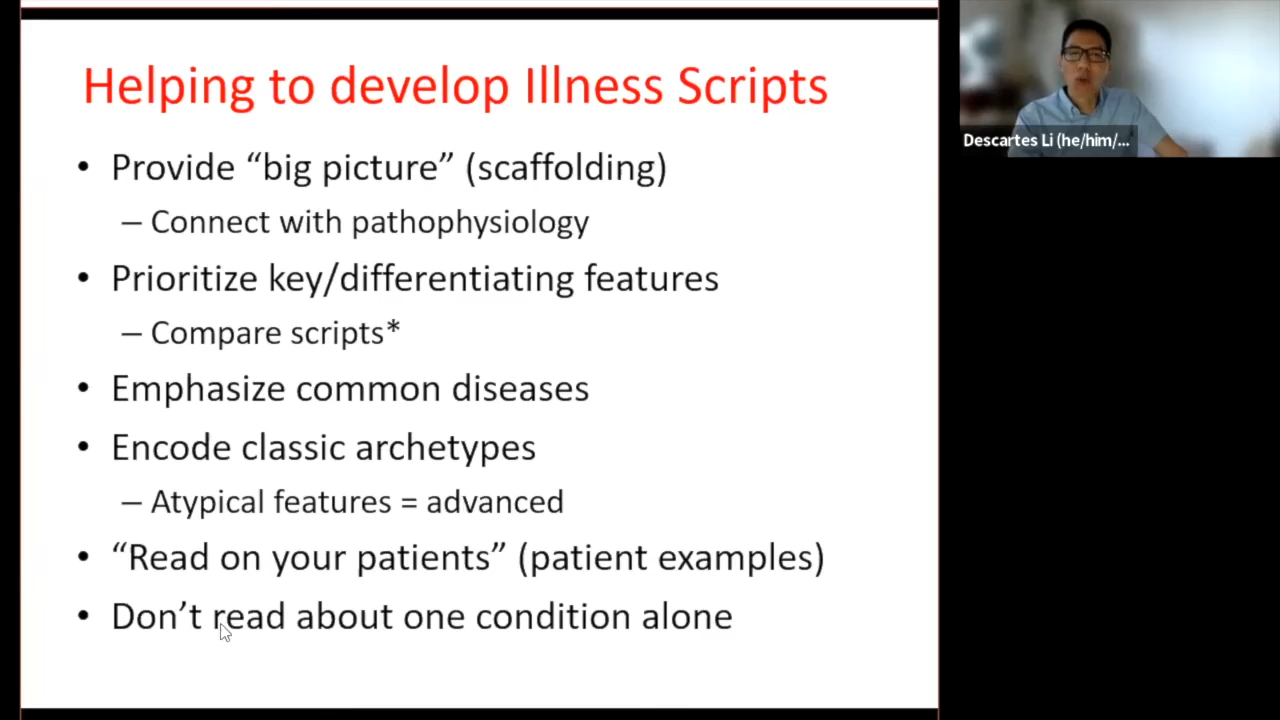 Helping to develop Illness Scripts
• Provide “big picture” (scaffolding)
– Connect with pathophysiology
• Prioritize key/differentiating features
– Compare scripts*
• Emphasize common diseases
• Encode classic archetypes
– Atypical features = advanced
• “Read on your patients” (patient examples)
• Don’t read about one condition alone
Descartes Li (he/him/...